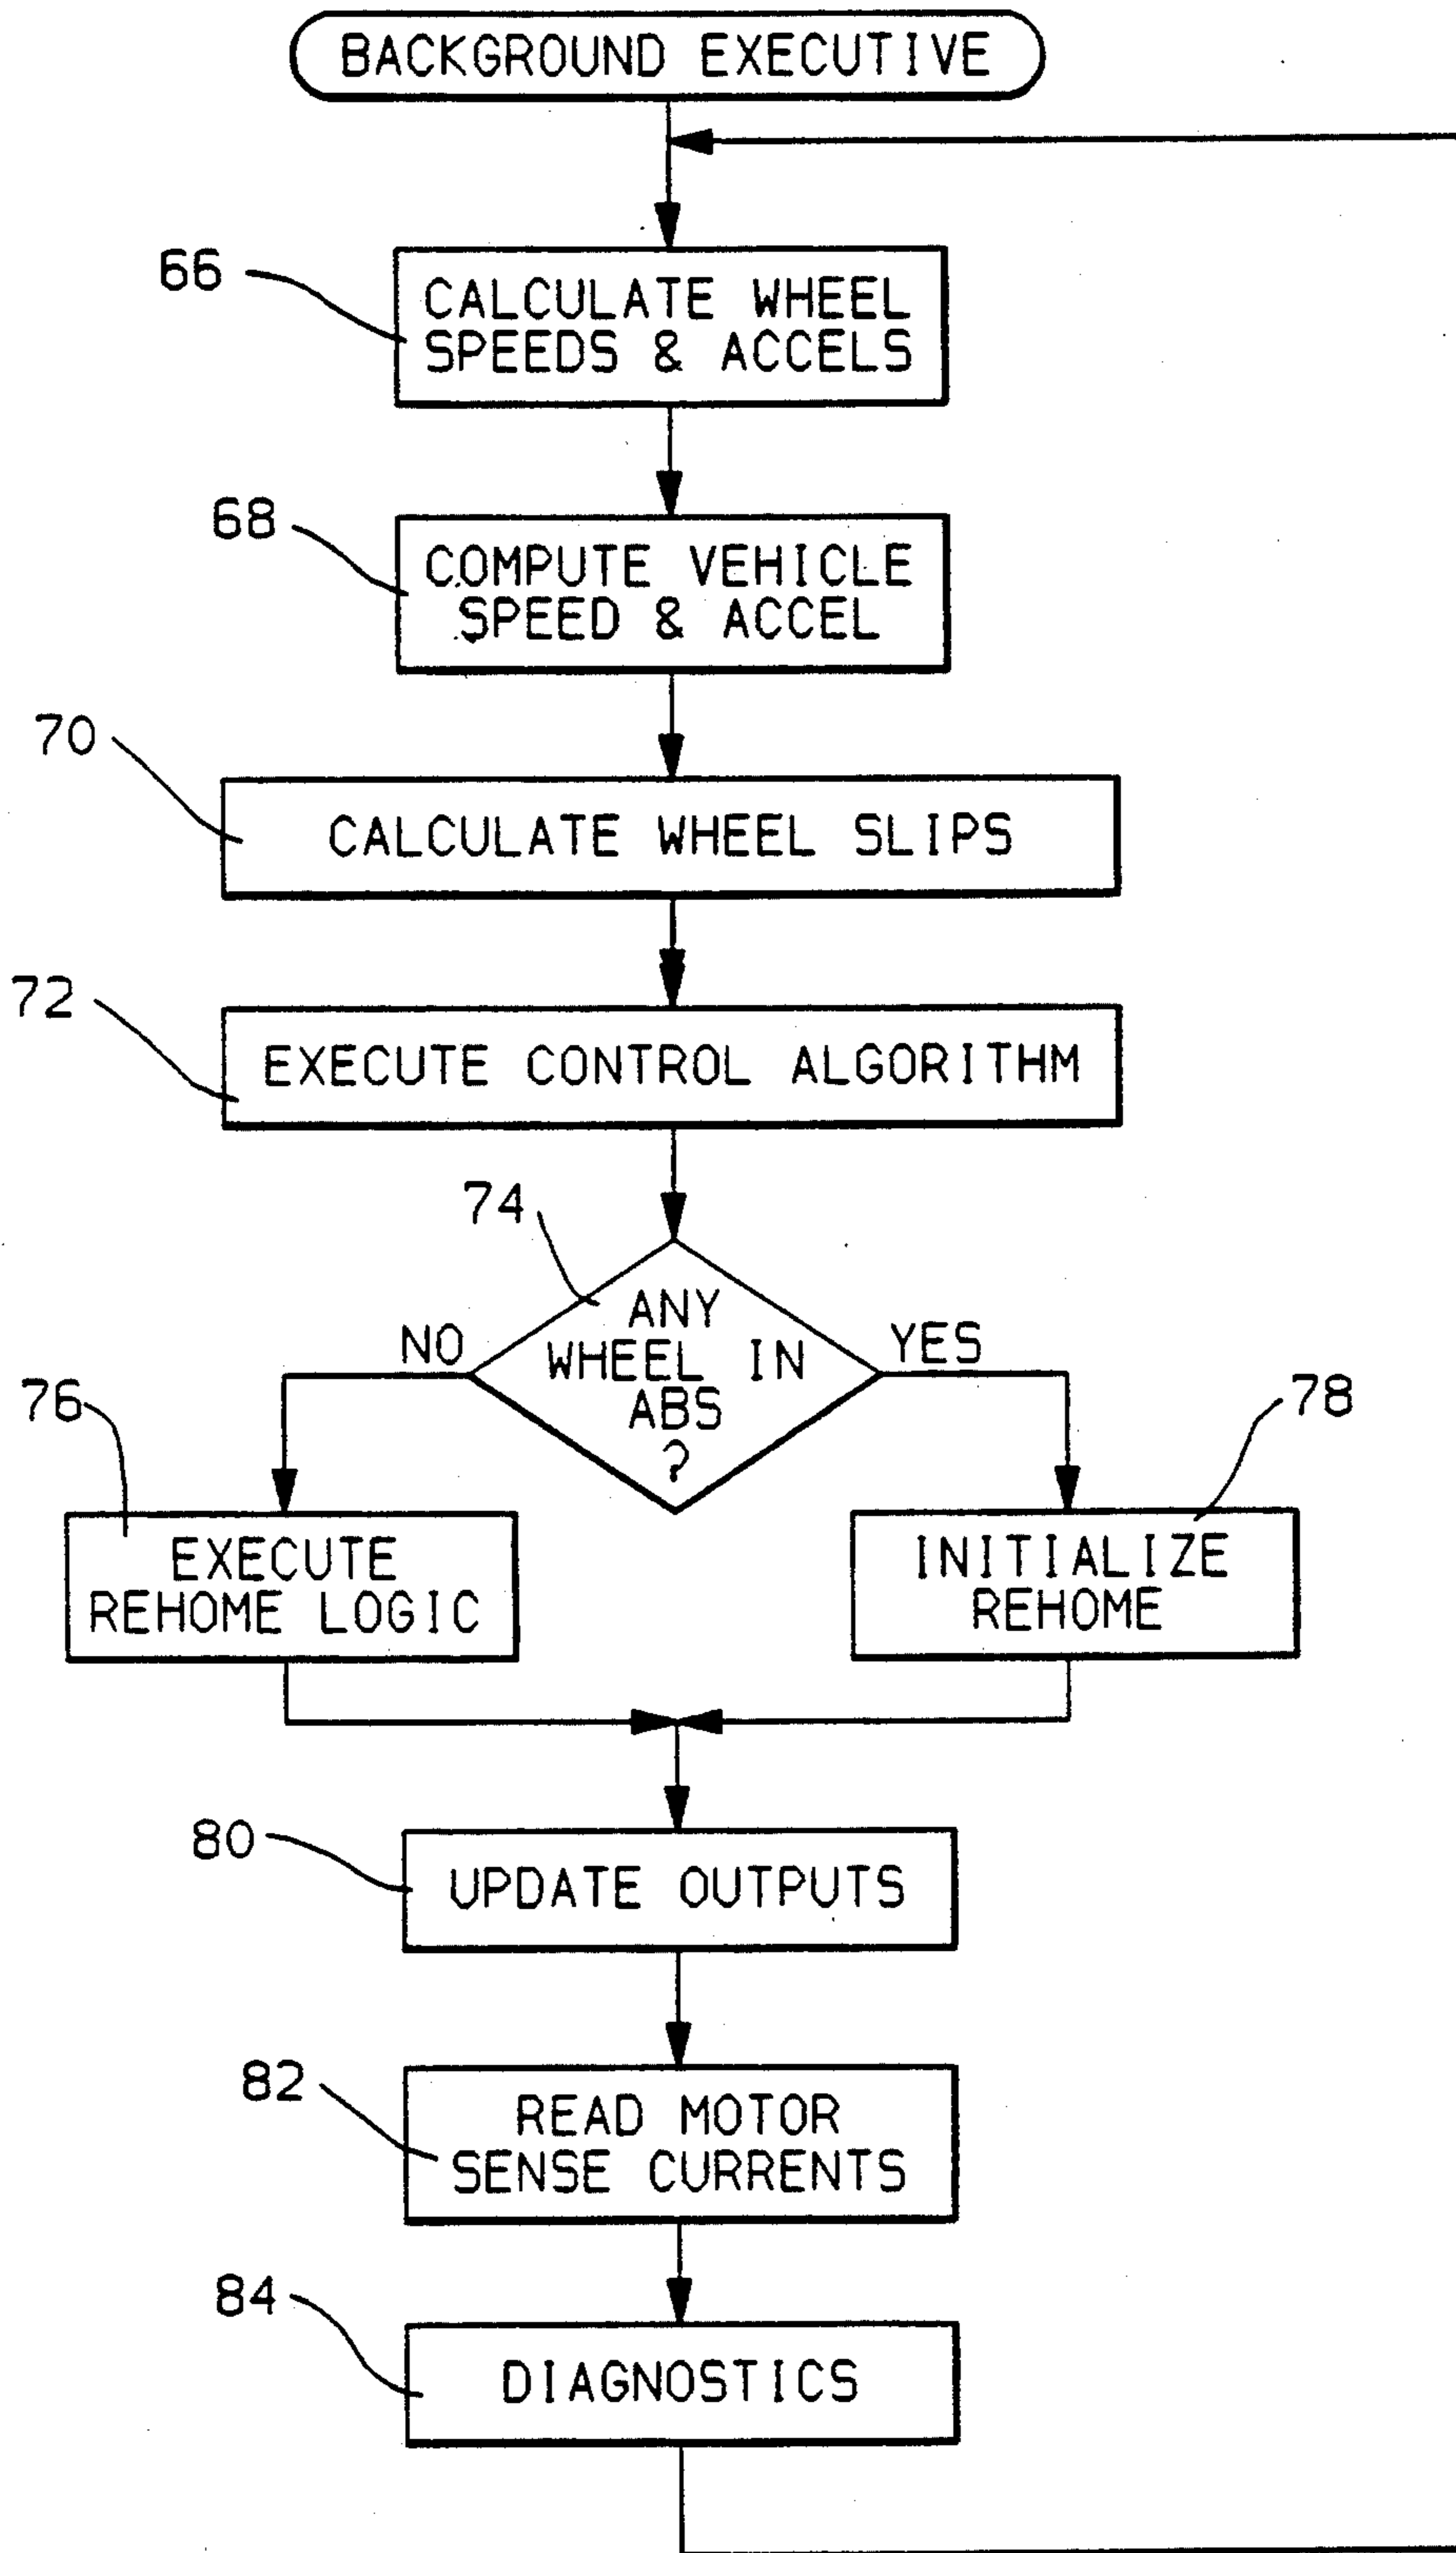 BACKGROUND EXECUTIVE
66
CALCULATE WHEEL
SPEEDS & ACCELS
68
COMPUTE VEHICLE
SPEED & ACCEL
70
CALCULATE WHEEL SLIPS
72
EXECUTE CONTROL ALGORITHM
74
ANY
WHEEL IN
ABS
?
NO
YES
76
EXECUTE
REHOME LOGIC
78
INITIALIZE
REHOME
80
UPDATE OUTPUTS
82
READ MOTOR
SENSE CURRENTS
84
DIAGNOSTICS